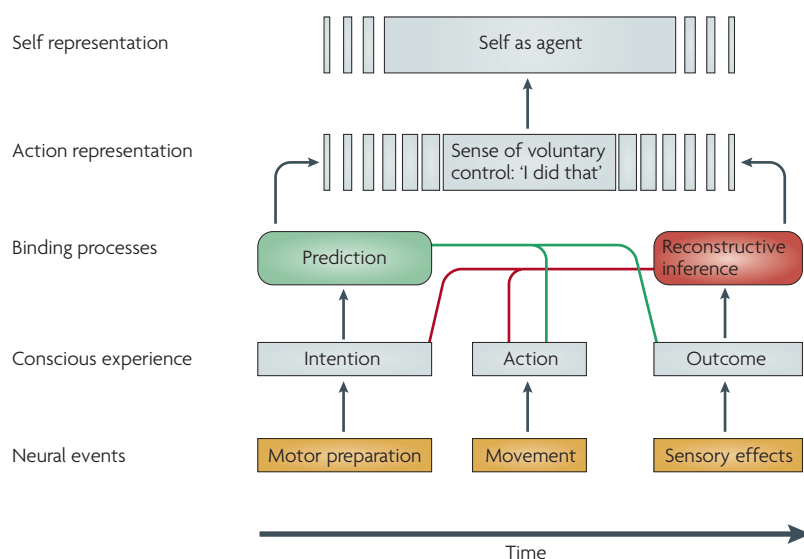 Self representation
Self as agent
Action representation
Sense of voluntary
control: ‘I did that’
Binding processes
Prediction
Reconstructive
inference
Conscious experience
Intention
Action
Outcome
Neural events
Motor preparation
Movement
Sensory effects
Time